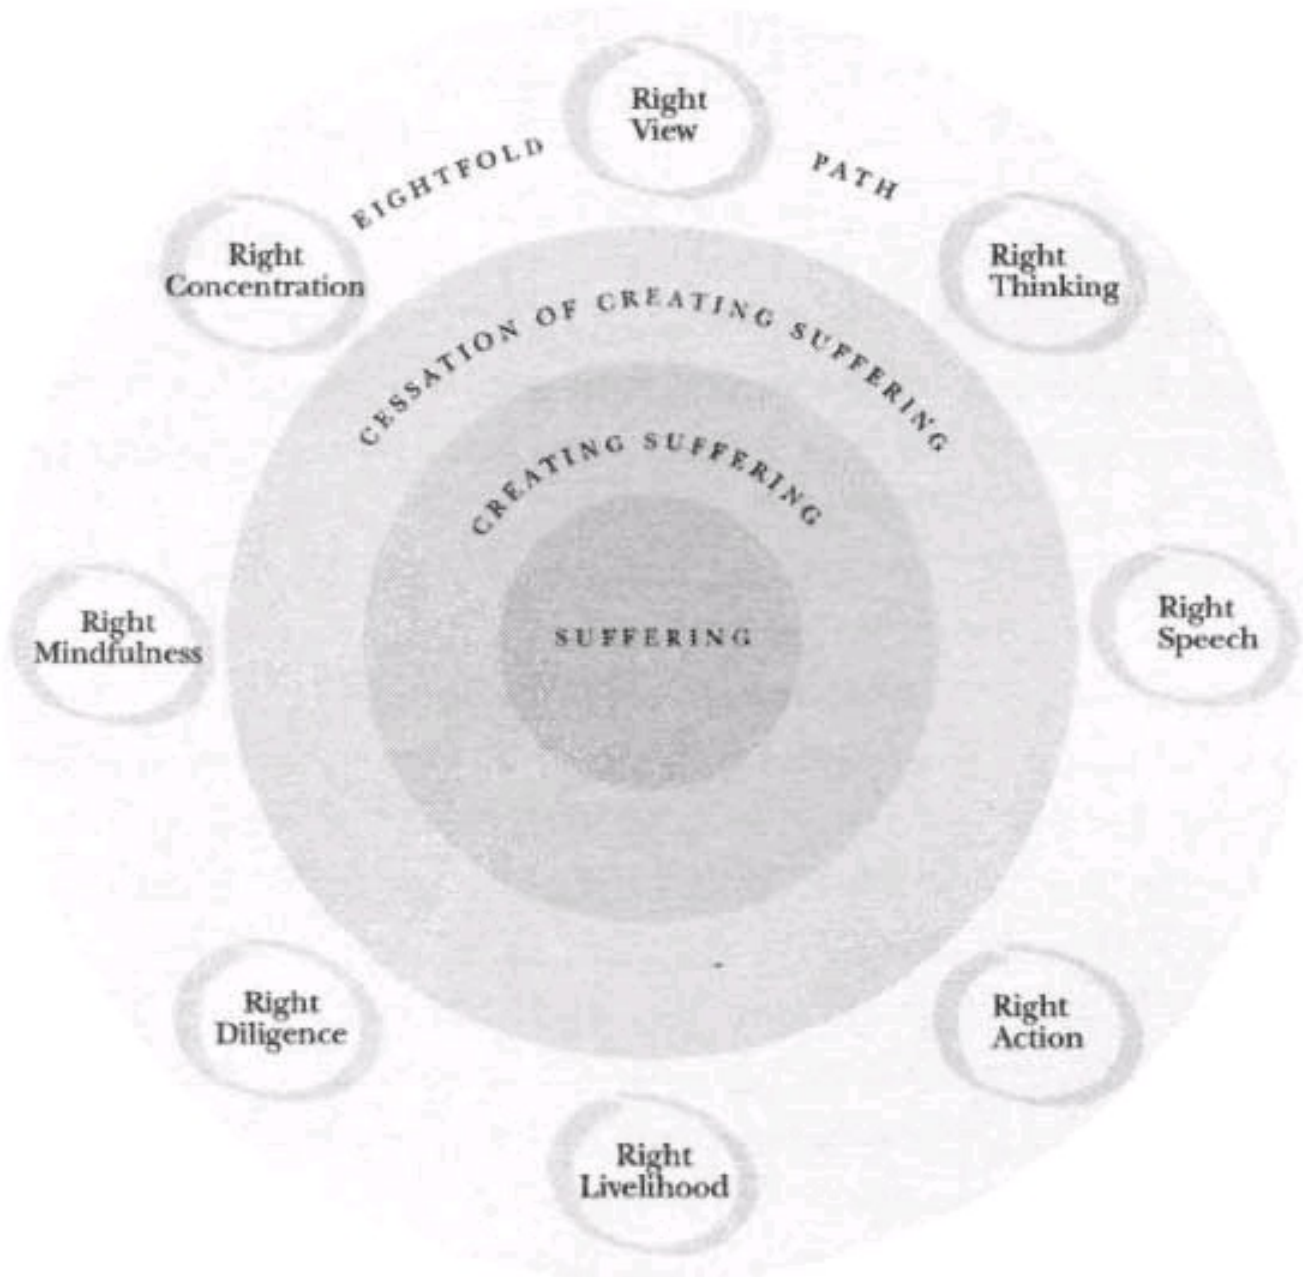 Right
View
EIGHTFOLD PATH
Right
Concentration
Right
Thinking
CESSATION OF CREATING SUFFERING
CREATING SUFFERING
SUFFERING
Right
Mindfulness
Right
Speech
Right
Diligence
Right
Action
Right
Livelihood